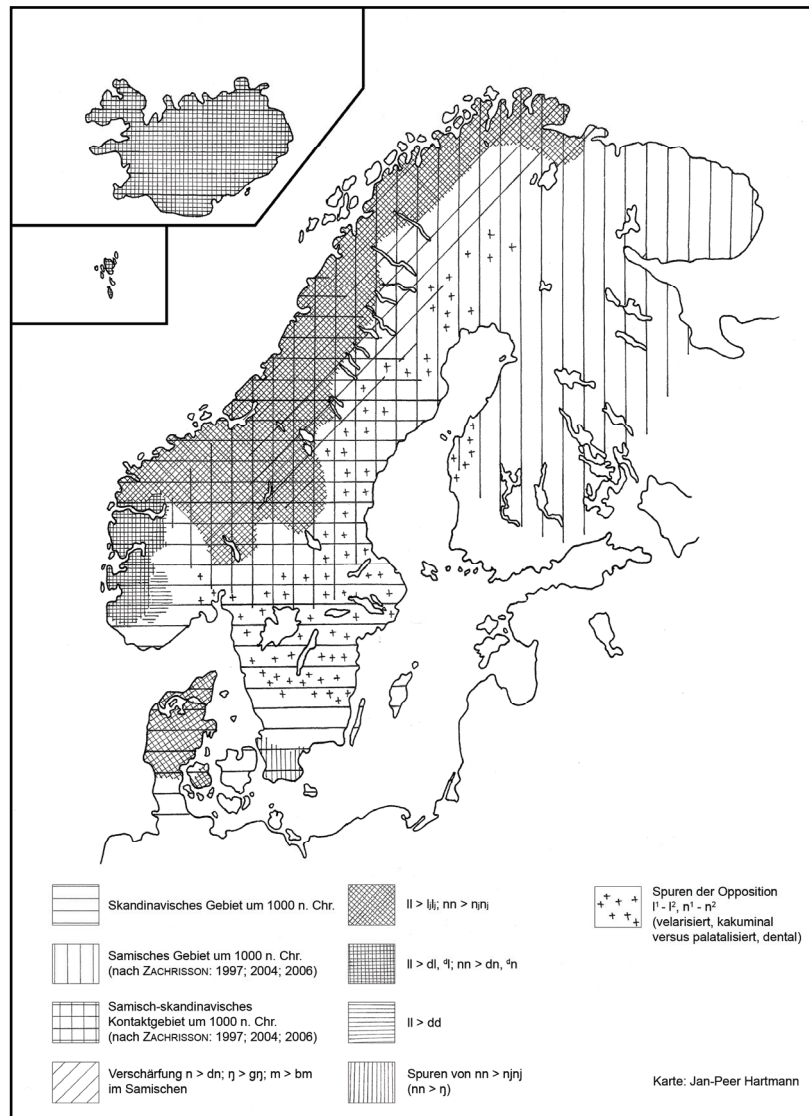 Skandinavisches Gebiet um 1000 n. Chr.
Samisches Gebiet um 1000 n. Chr.
(nach ZACHRISSON: 1997; 2004; 2006)
Samisch-skandinavisches
Kontaktgebiet um 1000 n. Chr.
(nach ZACHRISSON: 1997; 2004; 2006)
Verschärfung n > dn; ŋ > gŋ; m > bm
im Samischen
ll > lⱼlⱼ; nn > nⱼnⱼ
ll > dl, ᵈl; nn > dn, ᵈn
ll > dd
Spuren von nn > njnj
(nn > ŋ)
Spuren der Opposition
l¹ - l², n¹ - n²
(velarisiert, kakuminal
versus palatalisiert, dental)
Karte: Jan-Peer Hartmann